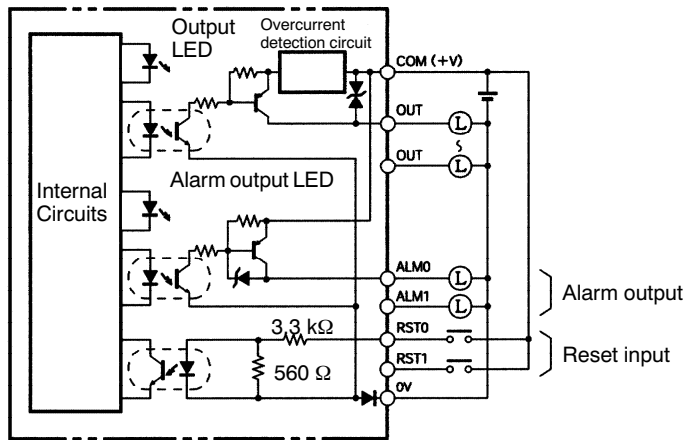 Output
LED
Overcurrent
detection circuit
COM (+V)
OUT
L
OUT
L
Internal
Circuits
Alarm output LED
ALM0
L
ALM1
L
Alarm output
3.3 kΩ
RST0
560 Ω
RST1
Reset input
0V